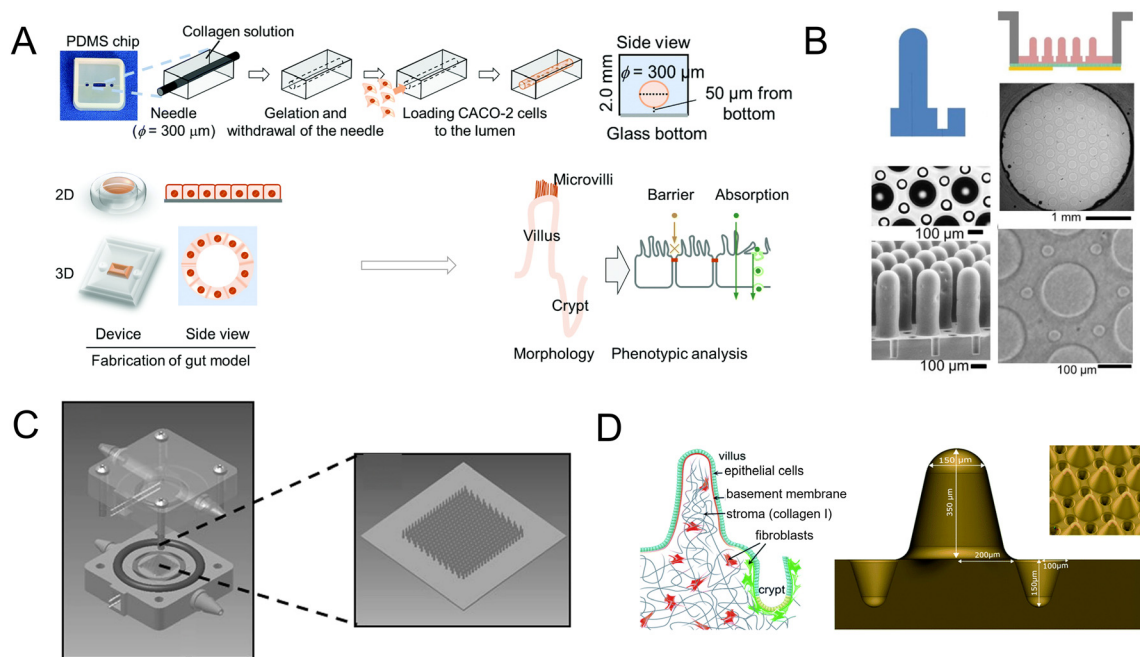 A
PDMS chip
Collagen solution
Needle
(ϕ = 300 μm)
Gelation and
withdrawal of the needle
Loading CACO-2 cells
to the lumen
Side view
2.0 mm
ϕ = 300 μm
50 μm from
bottom
Glass bottom
2D
3D
Device
Side view
Fabrication of gut model
Microvilli
Villus
Crypt
Morphology
Barrier
Absorption
Phenotypic analysis
B
100 μm
100 μm
1 mm
100 μm
C
D
villus
epithelial cells
basement membrane
stroma (collagen I)
fibroblasts
crypt
150 μm
350 μm
200μm
100μm
150μm